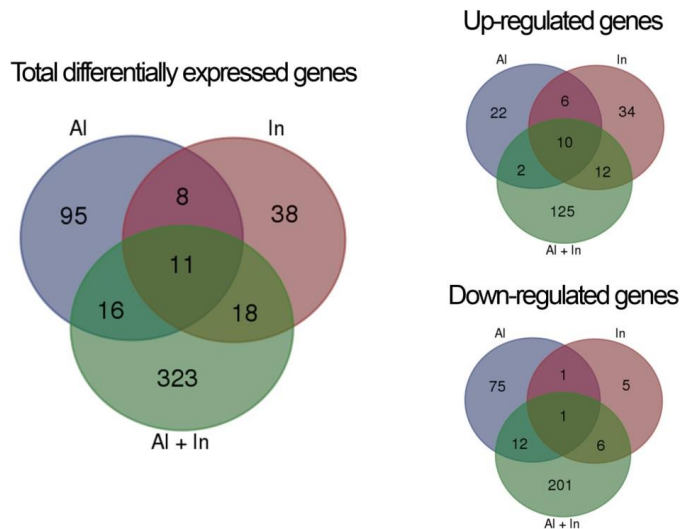 Total differentially expressed genes
Al
In
95
8
38
11
16
18
323
Al + In
Up-regulated genes
Al
In
22
6
34
10
2
12
125
Al + In
Down-regulated genes
Al
In
75
1
5
1
12
6
201
Al + In